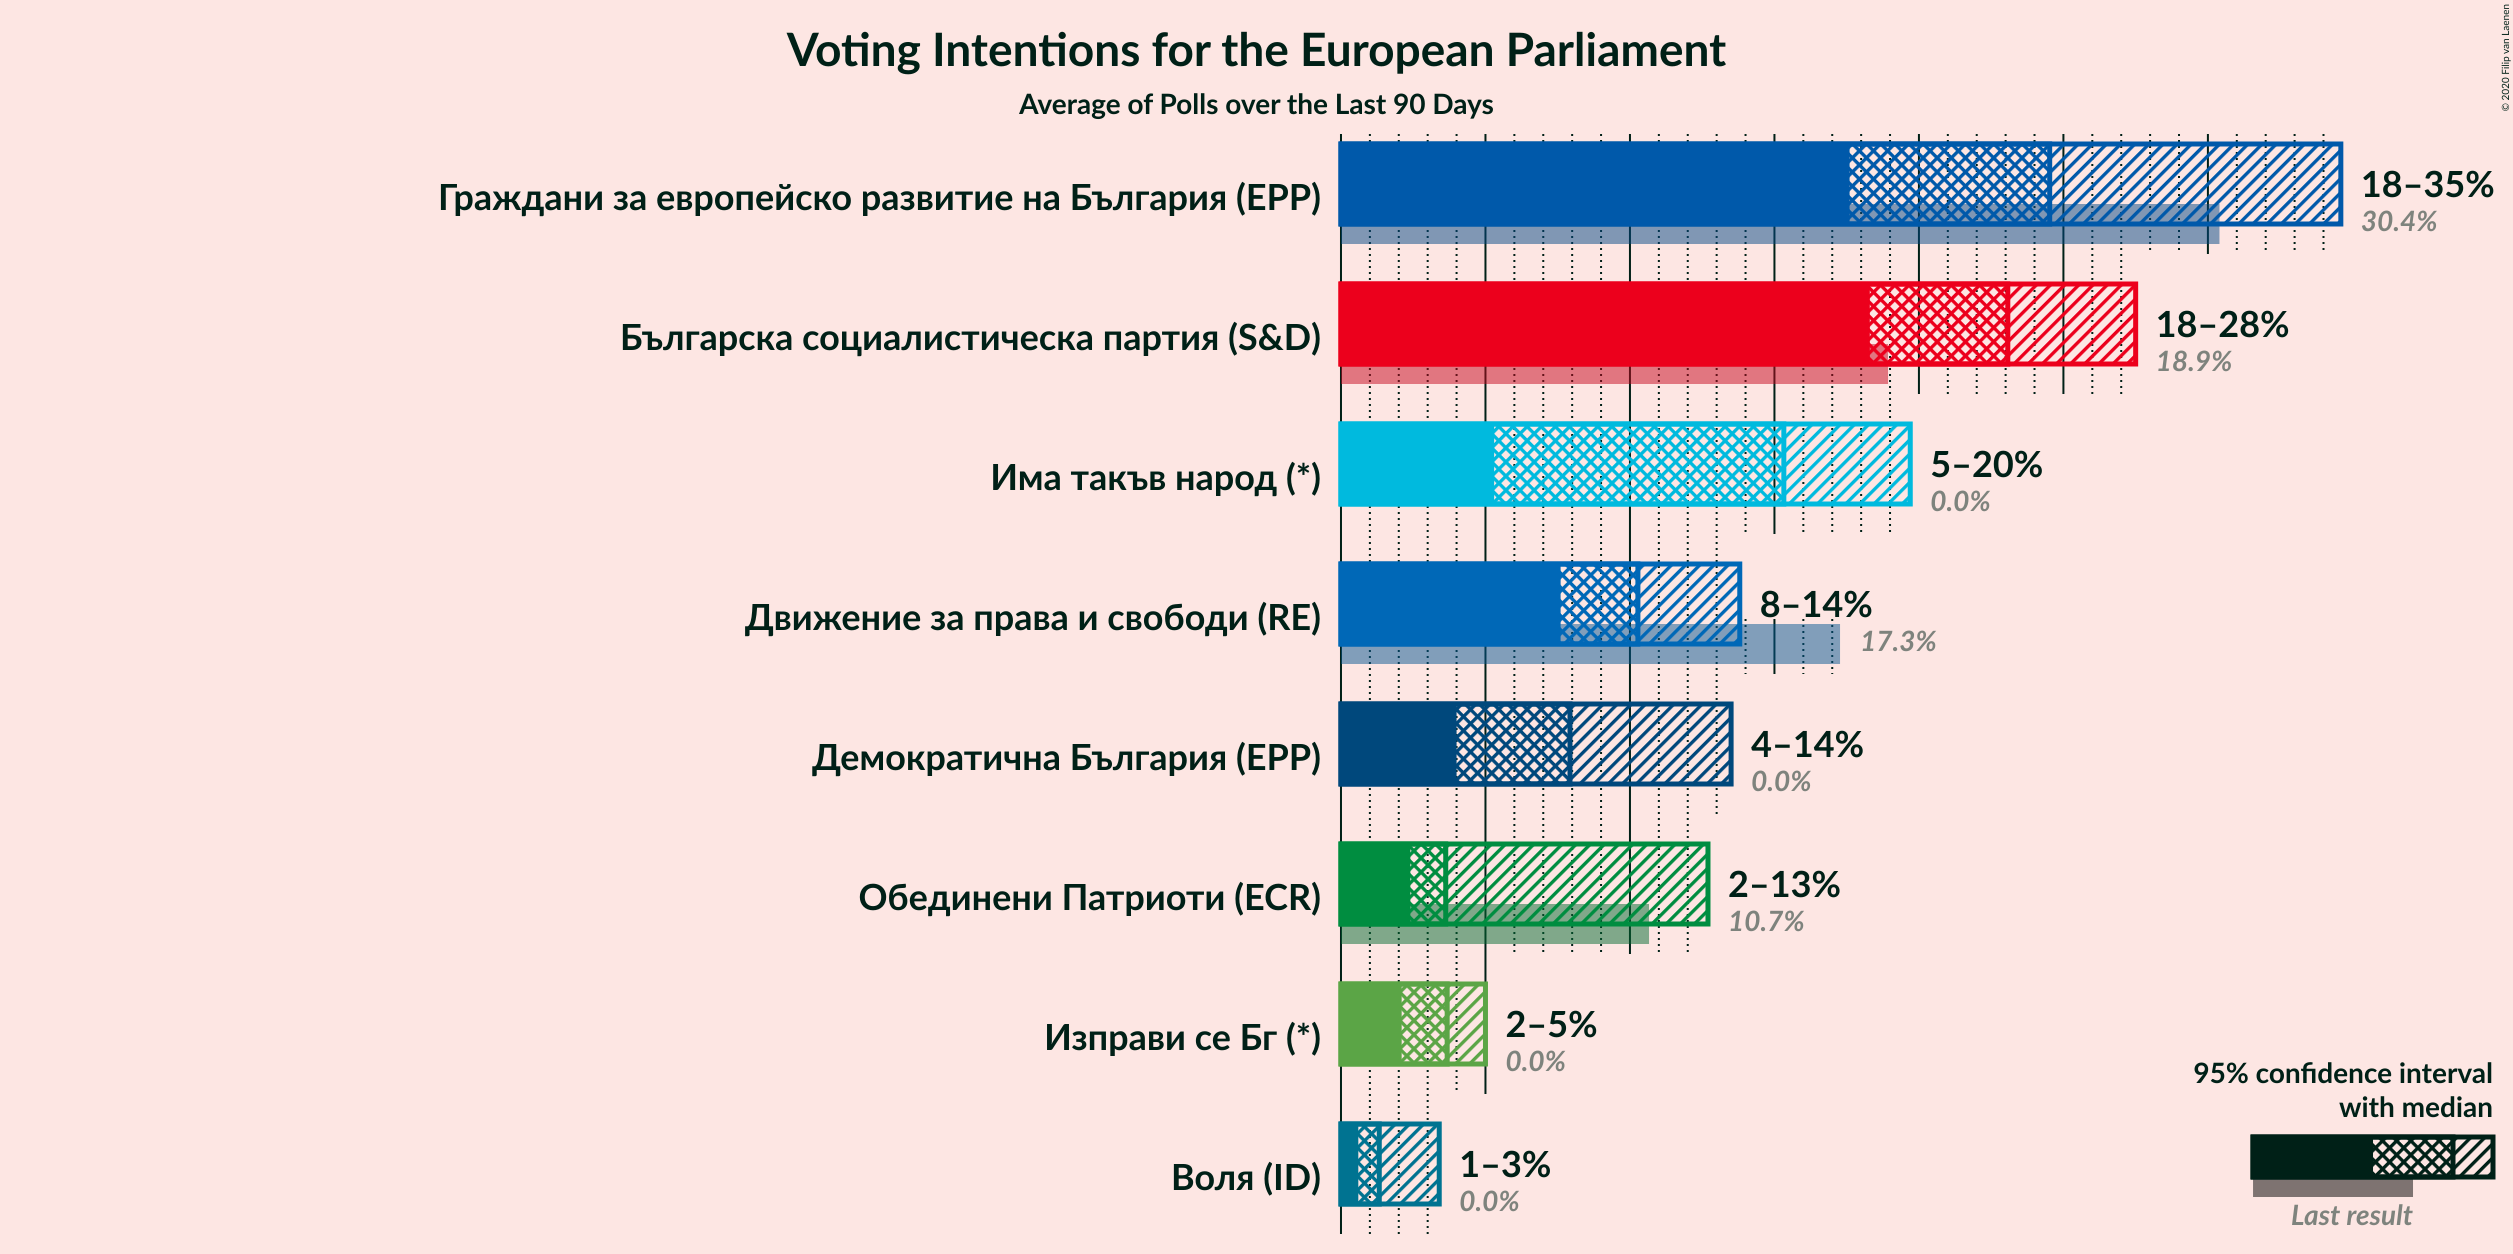 © 2020 Filip van Laenen
Voting Intentions for the European Parliament
Average of Polls over the Last 90 Days
Граждани за европейско развитие на България (EPP)
18–35%
30.4%
Българска социалистическа партия (S&D)
18–28%
18.9%
Има такъв народ (*)
5–20%
0.0%
Движение за права и свободи (RE)
8–14%
17.3%
Демократична България (EPP)
4–14%
0.0%
Обединени Патриоти (ECR)
2–13%
10.7%
Изправи се Бг (*)
2–5%
0.0%
Воля (ID)
1–3%
0.0%
95% confidence interval
with median
Last result